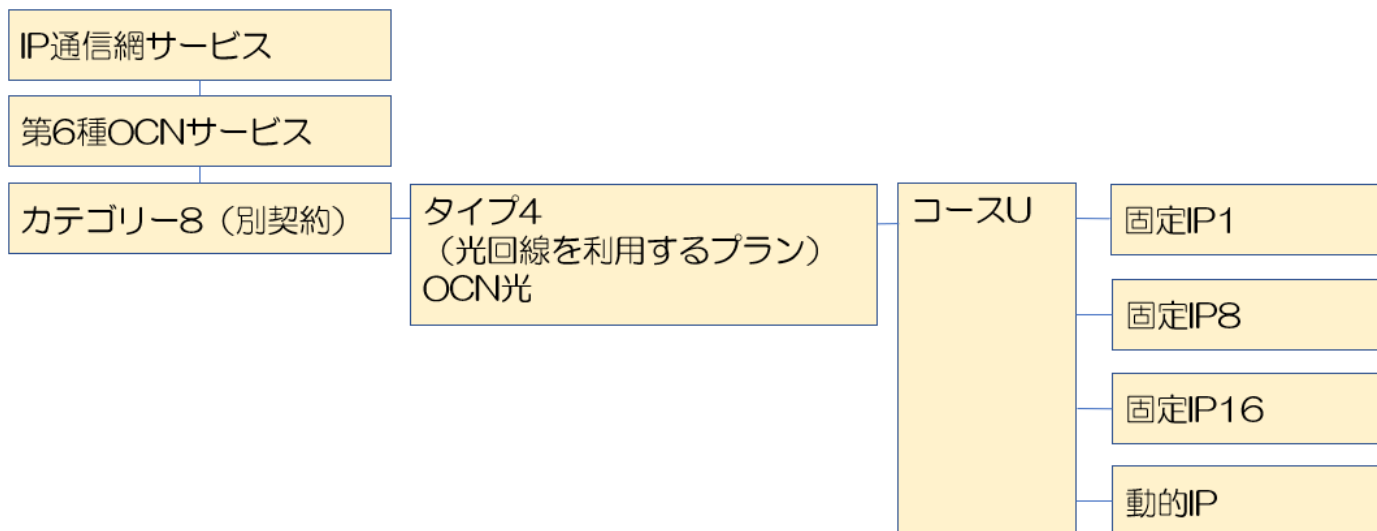 IP通信網サービス
第6種OCNサービス
カテゴリー8（別契約）
タイプ4
（光回線を利用するプラン）
OCN光
コースU
固定IP1
固定IP8
固定IP16
動的IP